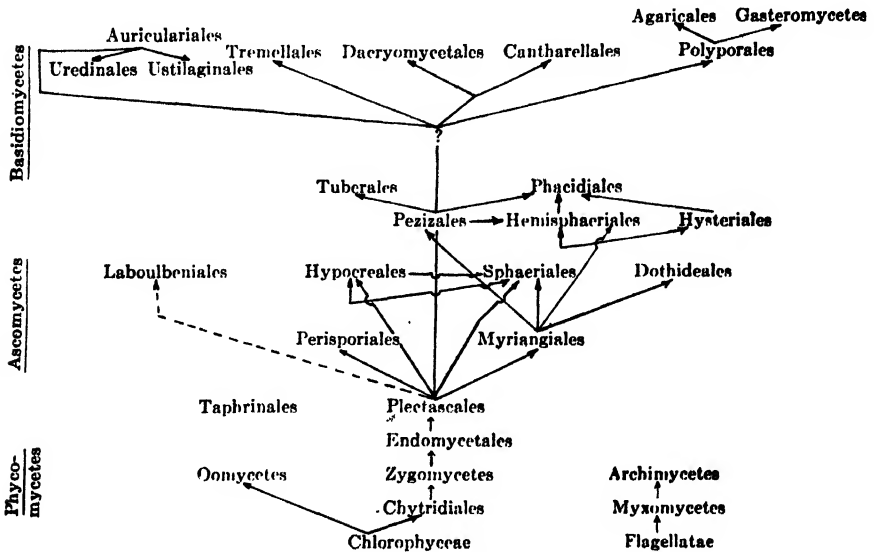 Agaricales Gasteromycetes
Auriculariales
Tremellales Dacryomycetales Cantharellales Polyporales
Uredinales Ustilaginales
?
Basidiomycetes
Tuberales Phacidiales
Pezizales Hemisphaeriales Hysteriales
Laboulbeniales Hypocreales Sphaeriales Dothideales
Ascomycetes
Perisporiales Myriangiales
Taphrinales Plectascales
Endomycetales
Oomycetes Zygomycetes Archimycetes
Phyco-
mycetes
Chytridiales Myxomycetes
Chlorophyceae Flagellatae